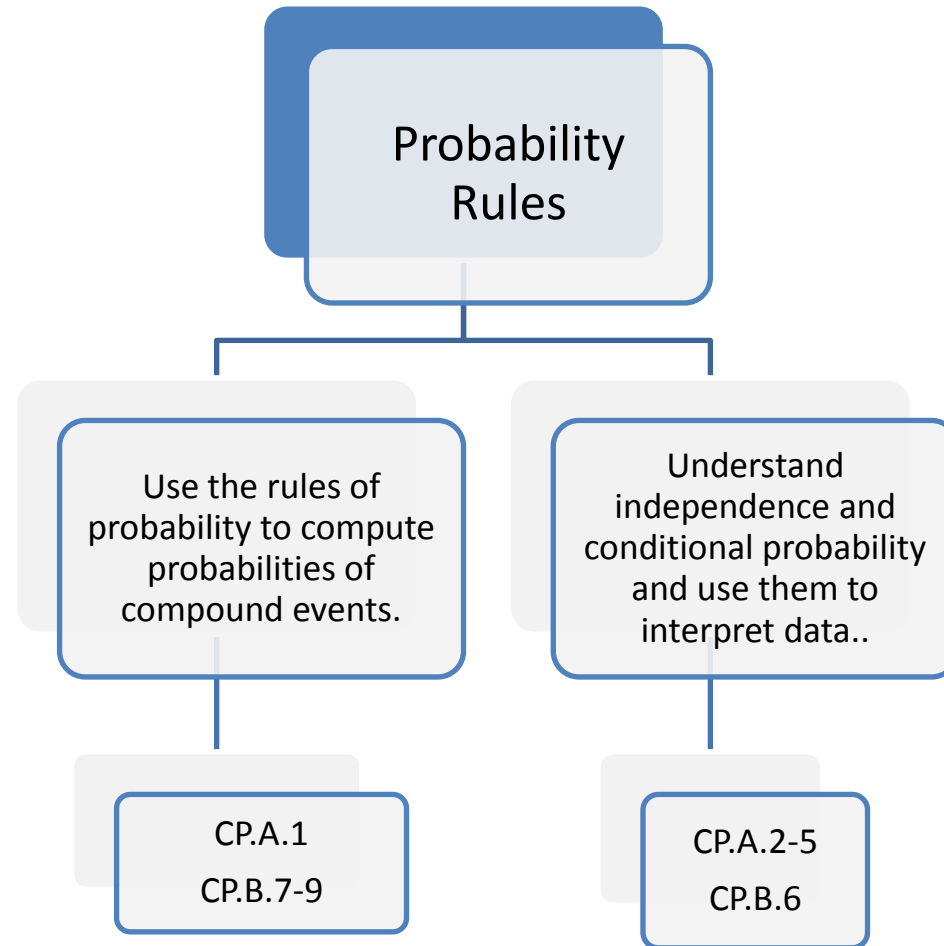 Probability
Rules
Use the rules of
probability to compute
probabilities of
compound events.
Understand
independence and
conditional probability
and use them to
interpret data..
CP.A.1
CP.B.7-9
CP.A.2-5
CP.B.6